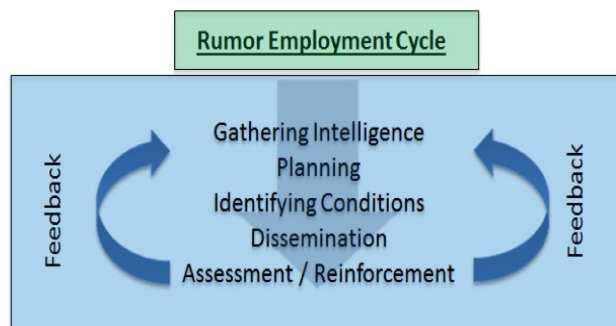 Rumor Employment Cycle
Gathering Intelligence
Planning
Identifying Conditions
Dissemination
Assessment / Reinforcement
Feedback
Feedback